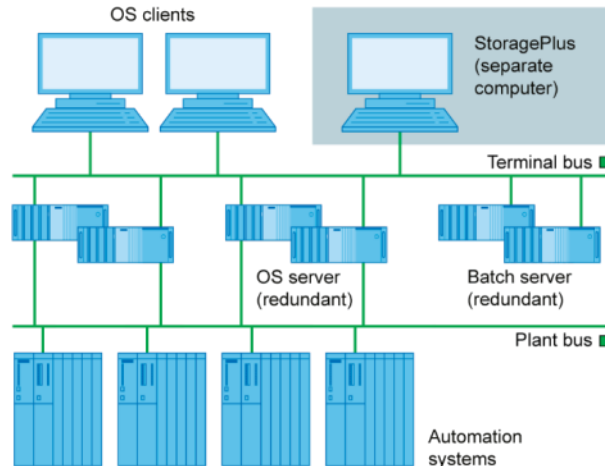 OS clients
StoragePlus
(separate
computer)
Terminal bus
OS server
(redundant)
Batch server
(redundant)
Plant bus
Automation
systems